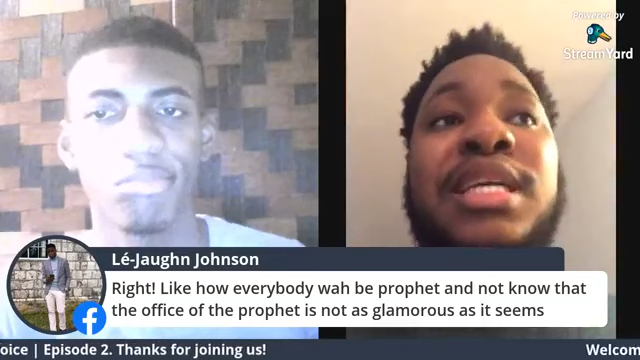 Powered by
StreamYard
Lé-Jaughn Johnson
Right! Like how everybody wah be prophet and not know that
the office of the prophet is not as glamorous as it seems
oice | Episode 2. Thanks for joining us!
Welcom